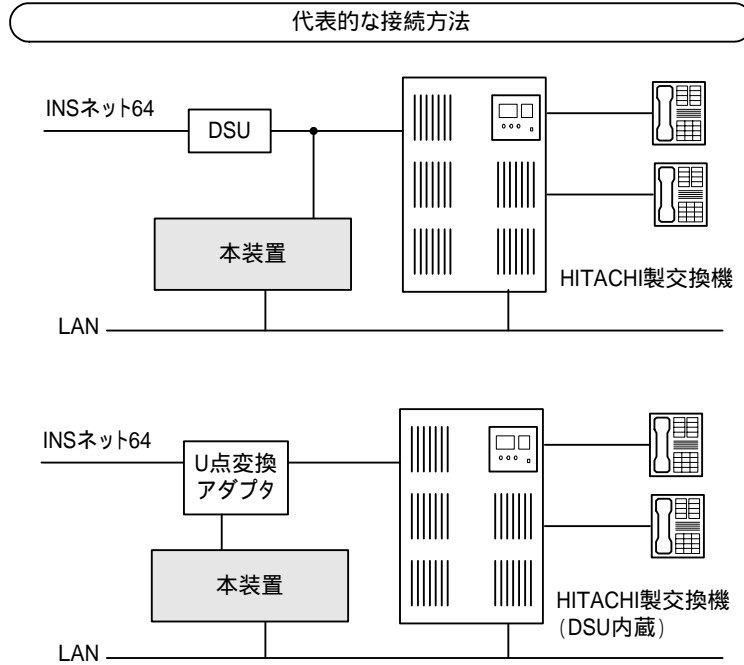 代表的な接続方法
INSネット64
DSU
本装置
HITACHI製交換機
LAN
INSネット64
U点変換
アダプタ
本装置
HITACHI製交換機
（DSU内蔵）
LAN